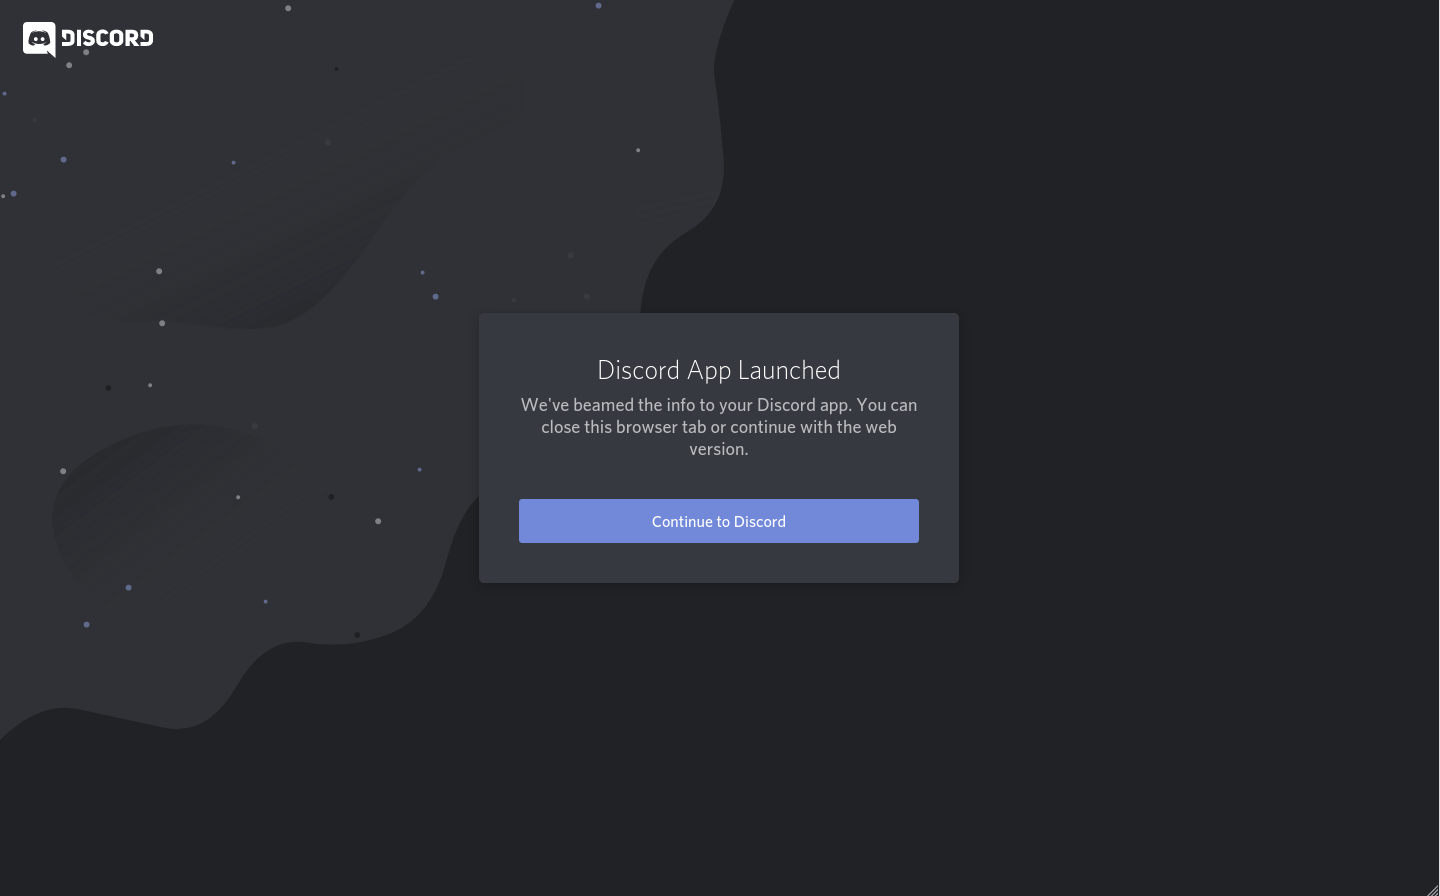 DISCORD
Discord App Launched
We've beamed the info to your Discord app. You can
close this browser tab or continue with the web
version.
Continue to Discord